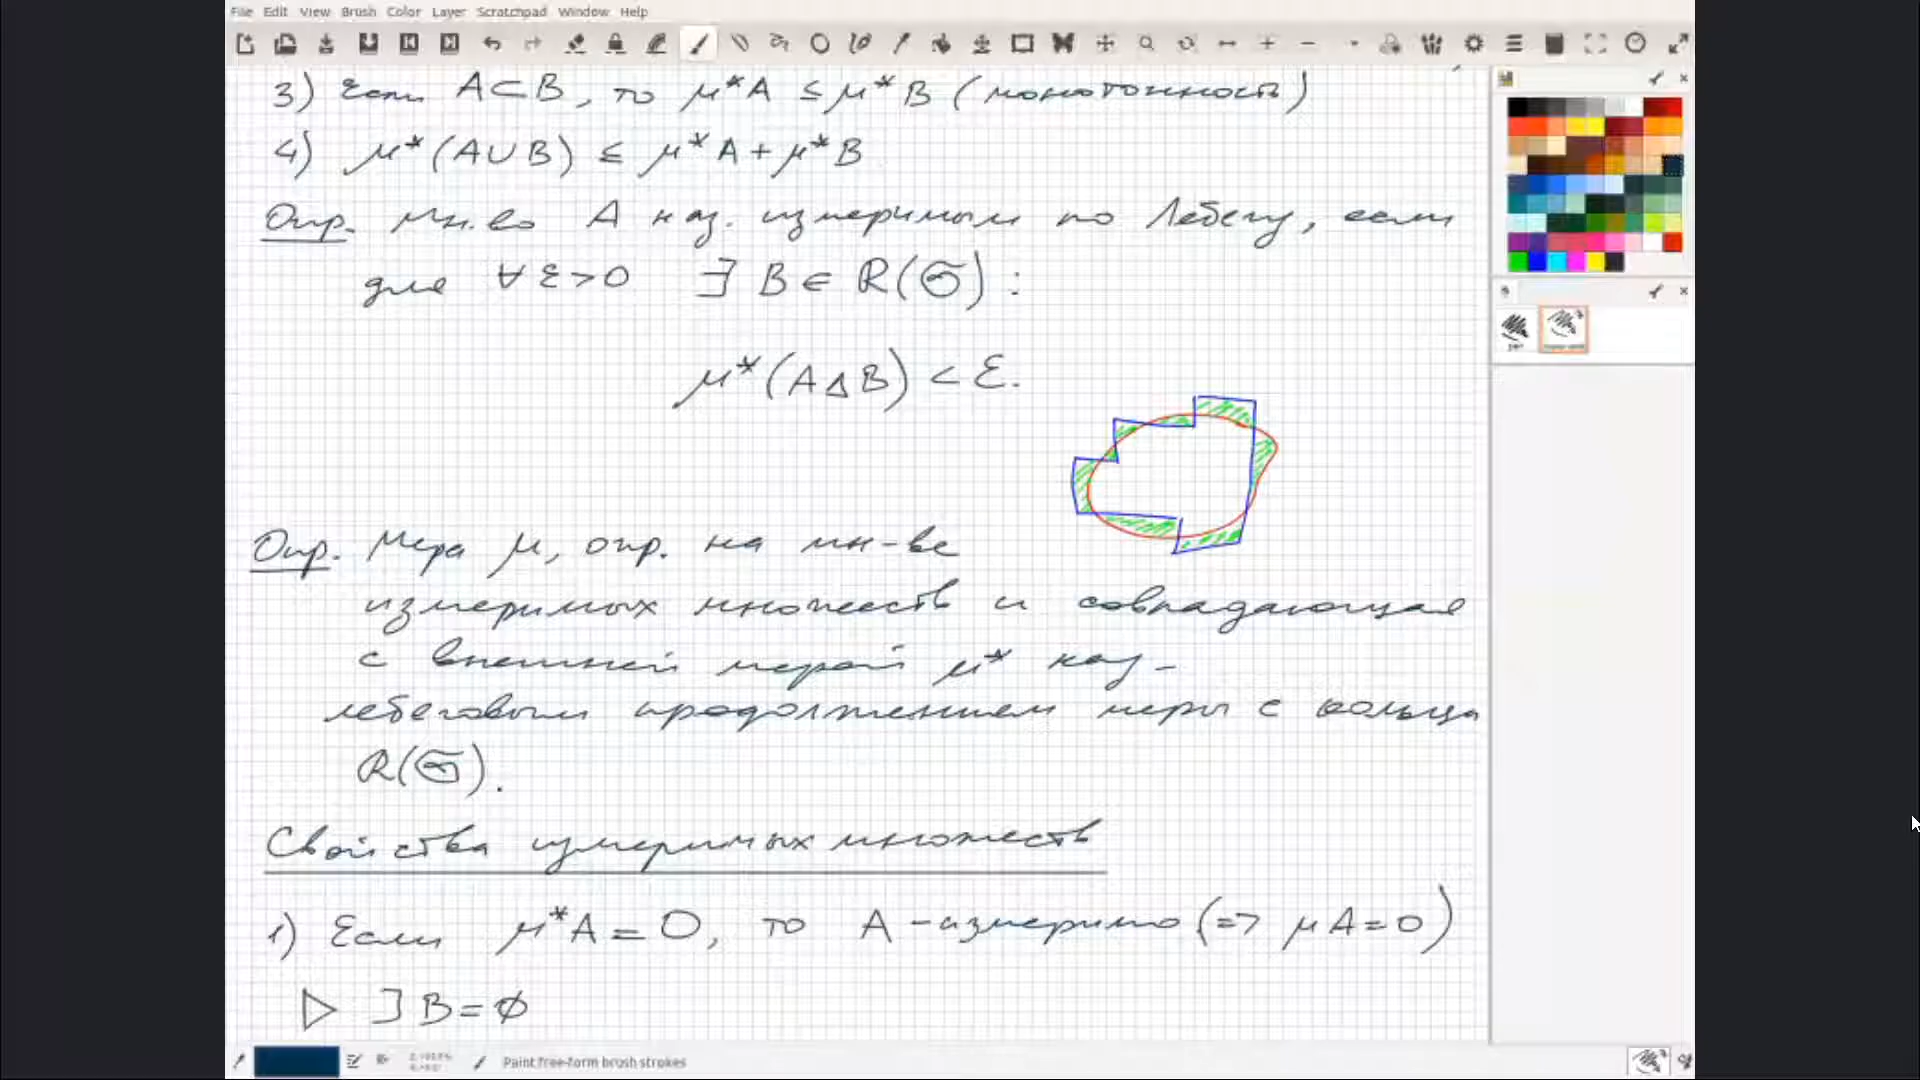 File Edit View Brush Color Layer Scratchpad Window Help
3) Если A⊂B, то μ*A ≤ μ*B (монотонность)
4) μ*(A∪B) ≤ μ*A + μ*B
Опр. Мн.во A наз. измеримым по Лебегу, если
для ∀ε>0 ∃ B∈R(S):
μ*(A△B) < ε.
Опр. Мера μ, опр. на мн-ве
измеримых множеств и совпадающая
с внешней мерой μ* наз-
лебеговым продолжением меры с кольца
R(S).
Свойства измеримых множеств
1) Если μ*A = 0, то A - измеримо (=> μA = 0)
▷ ∃ B = ∅
Paint free-form brush strokes